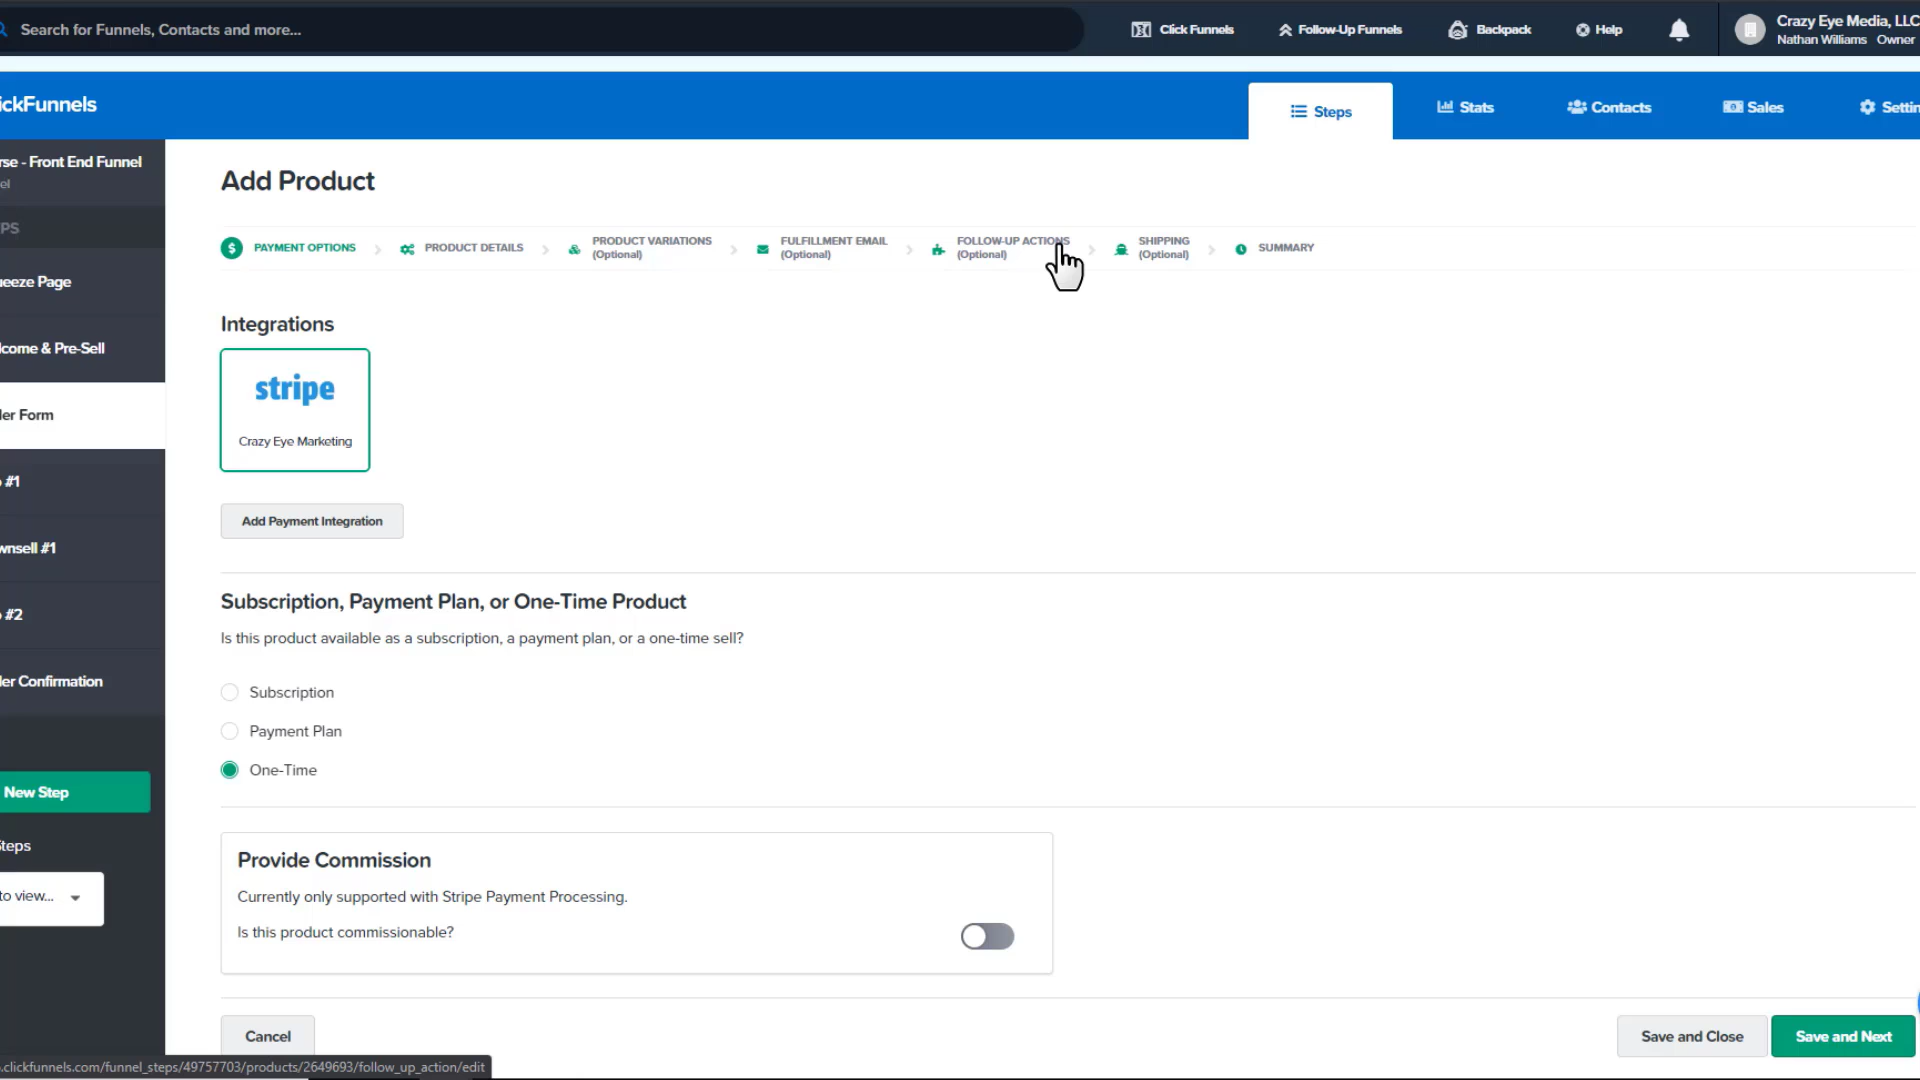 Search for Funnels, Contacts and more...
Click Funnels
Follow-Up Funnels
Backpack
Help
Crazy Eye Media, LLC
Nathan Williams Owner
ickFunnels
Steps
Stats
Contacts
Sales
Settin
rse - Front End Funnel
el
PS
ueeze Page
lcome & Pre-Sell
ler Form
#1
wnsell #1
#2
ler Confirmation
New Step
Steps
to view...
Add Product
$ PAYMENT OPTIONS
PRODUCT DETAILS
PRODUCT VARIATIONS
(Optional)
FULFILLMENT EMAIL
(Optional)
FOLLOW-UP ACTIONS
(Optional)
SHIPPING
(Optional)
SUMMARY
Integrations
stripe
Crazy Eye Marketing
Add Payment Integration
Subscription, Payment Plan, or One-Time Product
Is this product available as a subscription, a payment plan, or a one-time sell?
Subscription
Payment Plan
One-Time
Provide Commission
Currently only supported with Stripe Payment Processing.
Is this product commissionable?
Cancel
Save and Close
Save and Next
.clickfunnels.com/funnel_steps/49757703/products/2649693/follow_up_action/edit